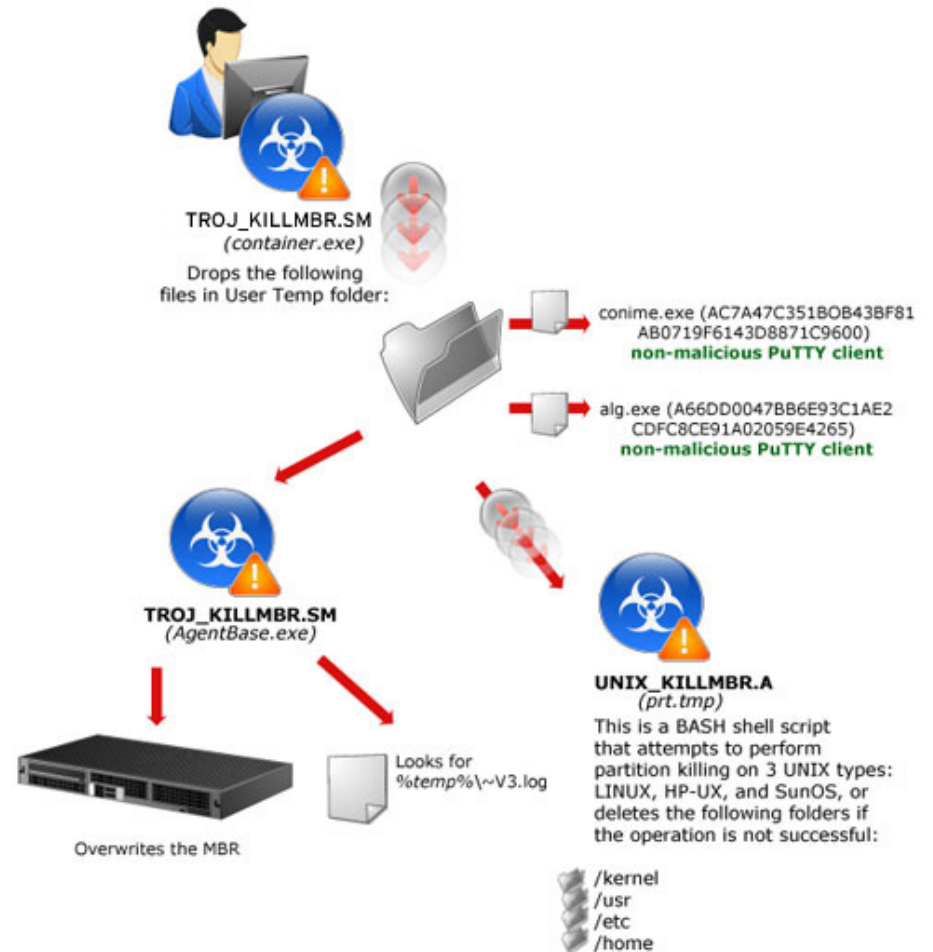 TROJ_KILLMBR.SM
(container.exe)
Drops the following
files in User Temp folder:
conime.exe (AC7A47C351BOB43BF81
AB0719F6143D8871C9600)
non-malicious PuTTY client
alg.exe (A66DD0047BB6E93C1AE2
CDFC8CE91A02059E4265)
non-malicious PuTTY client
TROJ_KILLMBR.SM
(AgentBase.exe)
Overwrites the MBR
Looks for
%temp%\~V3.log
UNIX_KILLMBR.A
(prt.tmp)
This is a BASH shell script
that attempts to perform
partition killing on 3 UNIX types:
LINUX, HP-UX, and SunOS, or
deletes the following folders if
the operation is not successful:
/kernel
/usr
/etc
/home